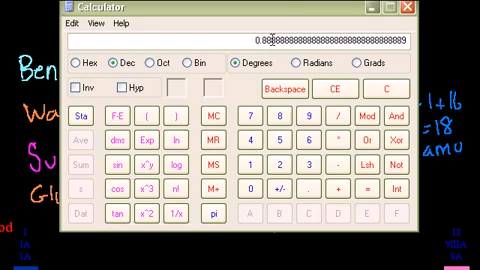 Calculator
Edit View Help
0.88888888888888888888888888888889
Hex Dec Oct Bin Degrees Radians Grads
Inv Hyp Backspace CE C
Sta F-E ( ) MC 7 8 9 / Mod And
Ave dms Exp ln MR 4 5 6 * Or Xor
Sum sin x^y log MS 1 2 3 - Lsh Not
s cos x^3 n! M+ 0 +/- . + = Int
Dat tan x^2 1/x pi A B C D E F
Ben
Wa
Su
Glu
1+16
=18
amu
od
I
IA
1A
18
VIIIA
8A